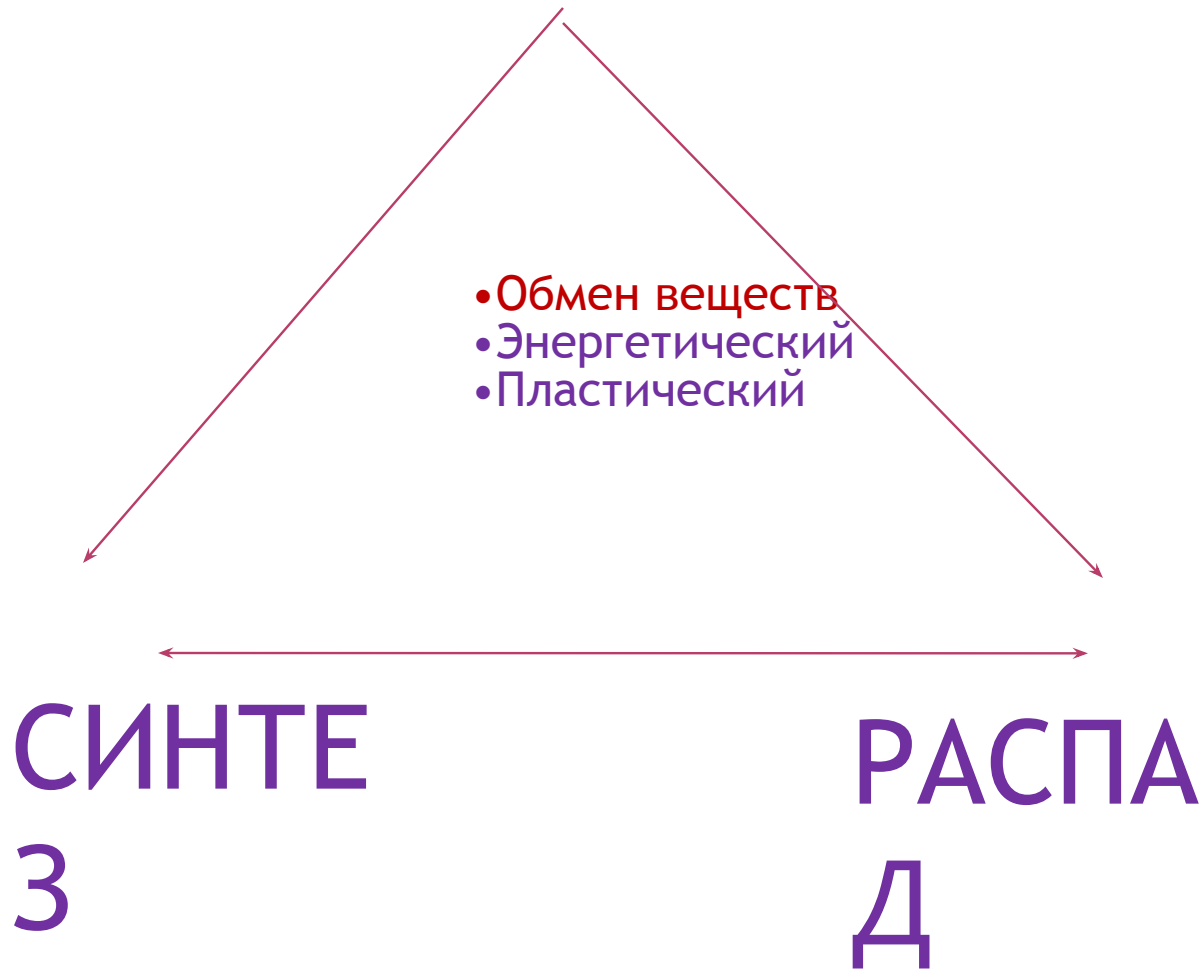 •Обмен веществ
•Энергетический
•Пластический
СИНТЕ
З
РАСПА
Д